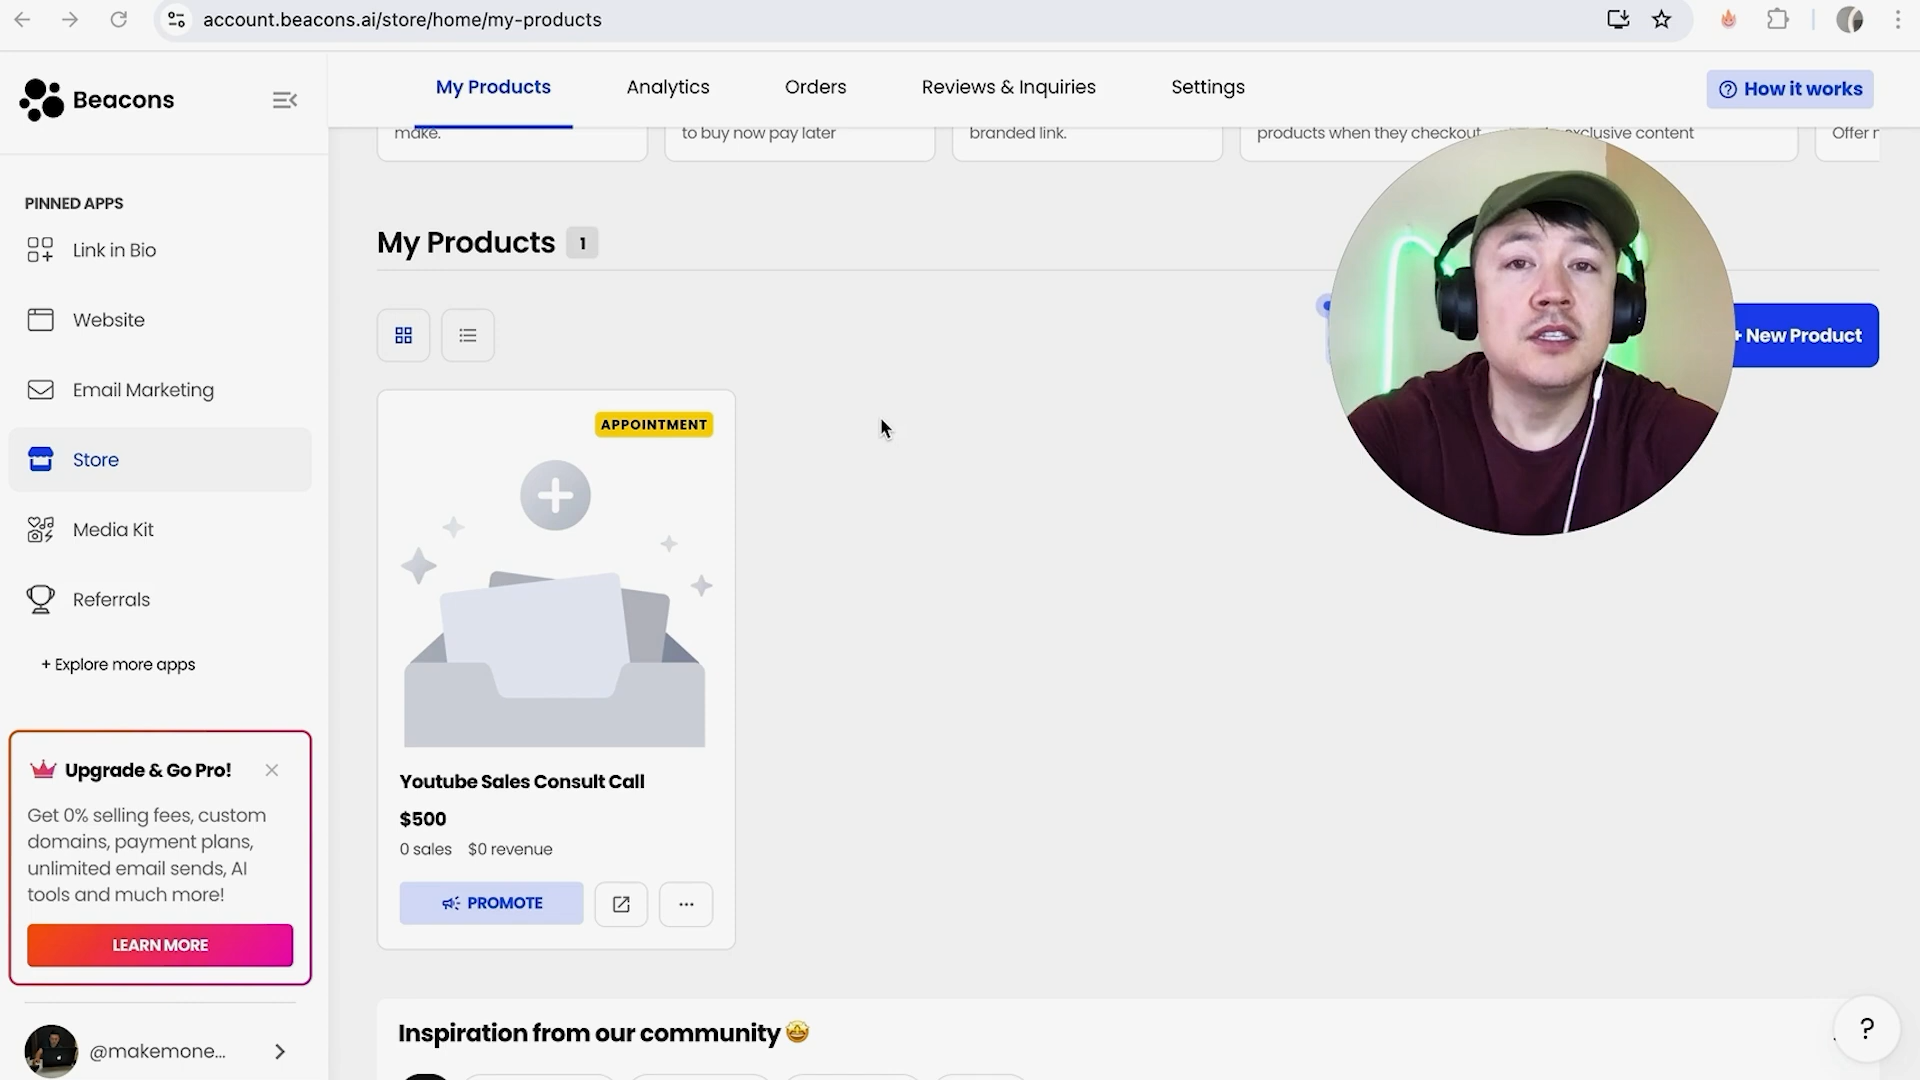 account.beacons.ai/store/home/my-products
Beacons
My Products
Analytics
Orders
Reviews & Inquiries
Settings
How it works
make.
to buy now pay later
branded link.
products when they checkout
exclusive content
Offer
PINNED APPS
Link in Bio
Website
Email Marketing
Store
Media Kit
Referrals
+ Explore more apps
Upgrade & Go Pro!
Get 0% selling fees, custom
domains, payment plans,
unlimited email sends, AI
tools and much more!
LEARN MORE
@makemone...
My Products 1
+ New Product
APPOINTMENT
Youtube Sales Consult Call
$500
0 sales $0 revenue
PROMOTE
Inspiration from our community 🤩
?